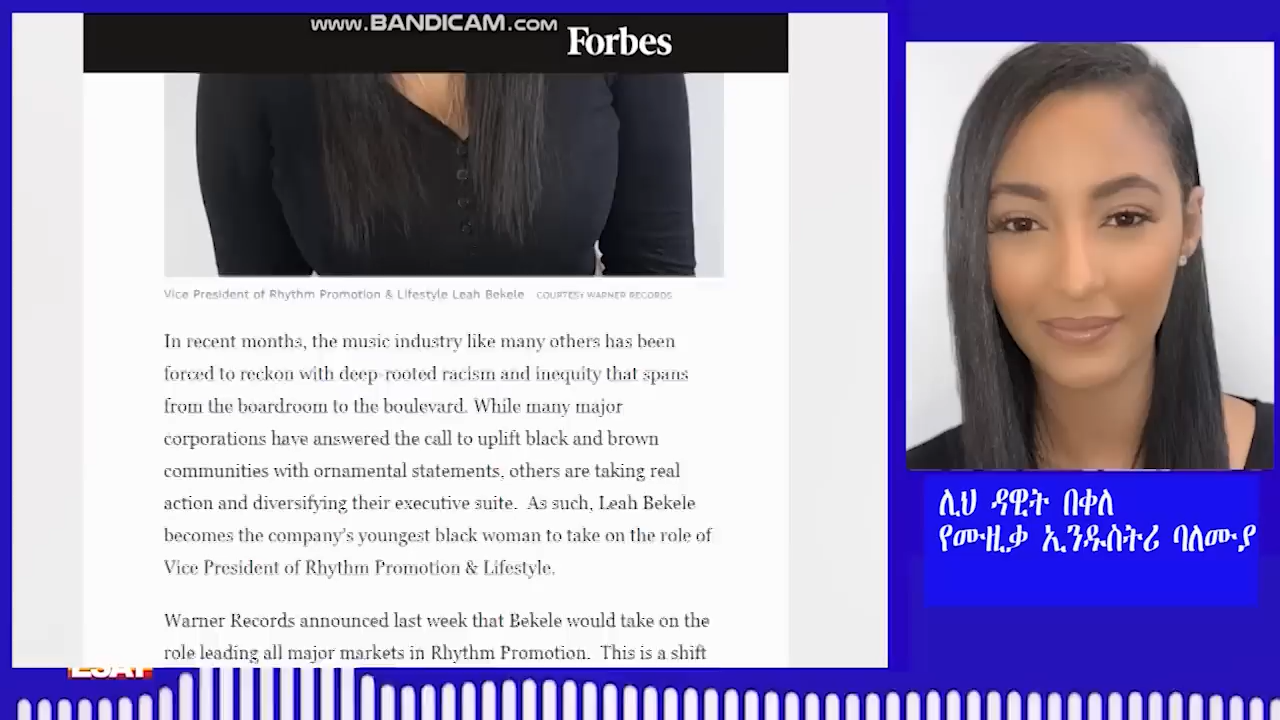 www.BANDICAM.com
Forbes
Vice President of Rhythm Promotion & Lifestyle Leah Bekele COURTESY WARNER RECORDS
In recent months, the music industry like many others has been
forced to reckon with deep-rooted racism and inequity that spans
from the boardroom to the boulevard. While many major
corporations have answered the call to uplift black and brown
communities with ornamental statements, others are taking real
action and diversifying their executive suite. As such, Leah Bekele
becomes the company's youngest black woman to take on the role of
Vice President of Rhythm Promotion & Lifestyle.
Warner Records announced last week that Bekele would take on the
role leading all major markets in Rhythm Promotion. This is a shift
ሊህ ዳዊት በቀለ
የሙዚቃ ኢንዱስትሪ ባለሙያ
ESAT